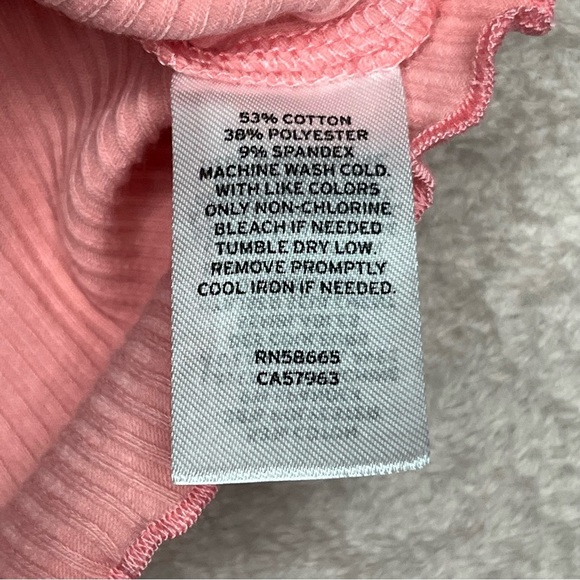 53% COTTON
38% POLYESTER
9% SPANDEX
MACHINE WASH COLD.
WITH LIKE COLORS
ONLY NON-CHLORINE.
BLEACH IF NEEDED
TUMBLE DRY LOW.
REMOVE PROMPTLY
COOL IRON IF NEEDED.
RN58665
CA57963